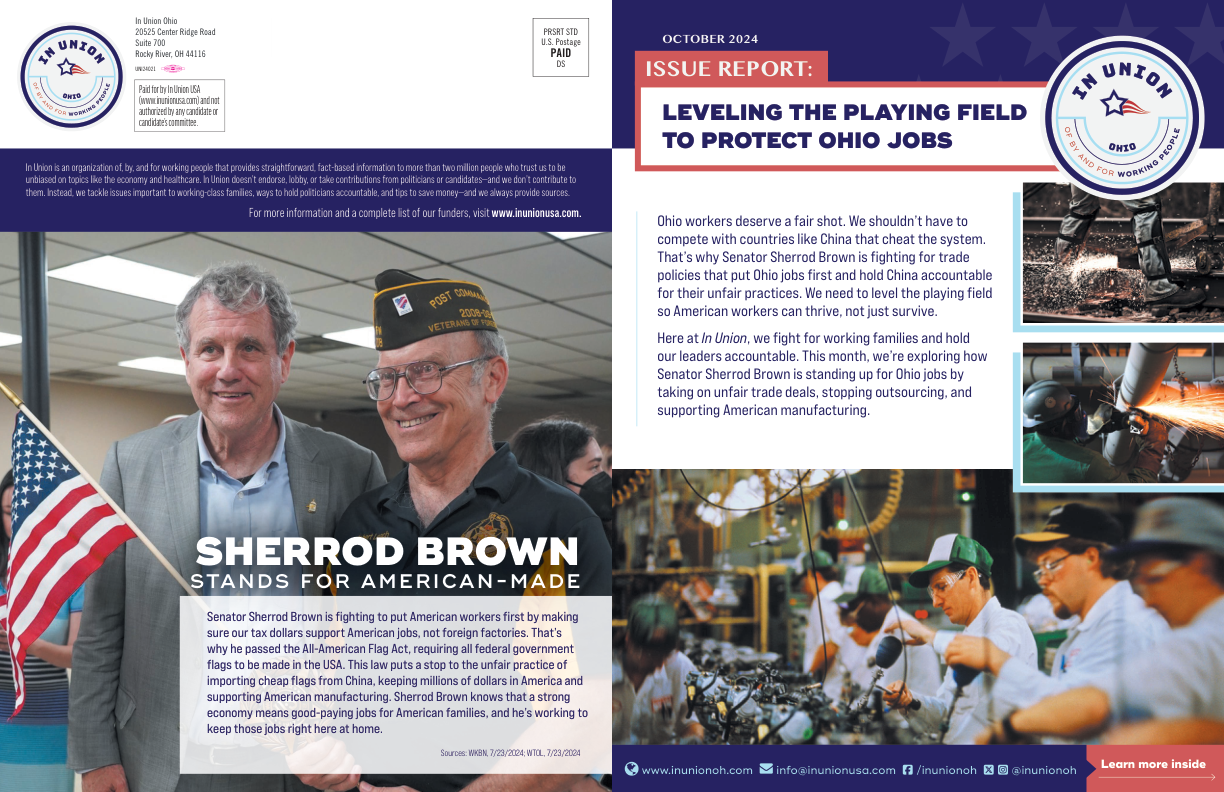 IN UNION
OHIO
OF BY AND FOR WORKING PEOPLE
In Union Ohio
20525 Center Ridge Road
Suite 700
Rocky River, OH 44116
UNI24021
Paid for by In Union USA
(www.inunionusa.com) and not
authorized by any candidate or
candidate's committee.
PRSRT STD
U.S. Postage
PAID
DS
In Union is an organization of, by, and for working people that provides straightforward, fact-based information to more than two million people who trust us to be
unbiased on topics like the economy and healthcare. In Union doesn't endorse, lobby, or take contributions from politicians or candidates—and we don't contribute to
them. Instead, we tackle issues important to working-class families, ways to hold politicians accountable, and tips to save money—and we always provide sources.
For more information and a complete list of our funders, visit www.inunionusa.com.
POST COMMAN
2008-09
VETERANS OF FOREI
SHERROD BROWN
STANDS FOR AMERICAN-MADE
Senator Sherrod Brown is fighting to put American workers first by making
sure our tax dollars support American jobs, not foreign factories. That's
why he passed the All-American Flag Act, requiring all federal government
flags to be made in the USA. This law puts a stop to the unfair practice of
importing cheap flags from China, keeping millions of dollars in America and
supporting American manufacturing. Sherrod Brown knows that a strong
economy means good-paying jobs for American families, and he's working to
keep those jobs right here at home.
Sources: WKBN, 7/23/2024; WTOL, 7/23/2024
OCTOBER 2024
ISSUE REPORT:
LEVELING THE PLAYING FIELD
TO PROTECT OHIO JOBS
IN UNION
OHIO
OF BY AND FOR WORKING PEOPLE
Ohio workers deserve a fair shot. We shouldn't have to
compete with countries like China that cheat the system.
That's why Senator Sherrod Brown is fighting for trade
policies that put Ohio jobs first and hold China accountable
for their unfair practices. We need to level the playing field
so American workers can thrive, not just survive.
Here at In Union, we fight for working families and hold
our leaders accountable. This month, we're exploring how
Senator Sherrod Brown is standing up for Ohio jobs by
taking on unfair trade deals, stopping outsourcing, and
supporting American manufacturing.
www.inunionoh.com info@inunionusa.com /inunionoh @inunionoh
Learn more inside